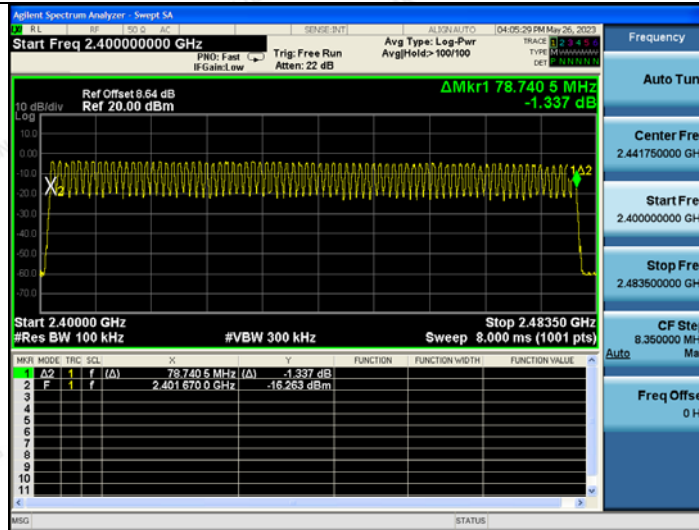 Agilent Spectrum Analyzer - Swept SA
RL RF 50 Ω AC SENSE:INT ALIGN AUTO 04:05:29 PM May 26, 2023
Start Freq 2.400000000 GHz
PNO: Fast
IFGain:Low
Trig: Free Run
Atten: 22 dB
Avg Type: Log-Pwr
Avg|Hold:> 100/100
TRACE 1 2 3 4 5 6
TYPE
DET P N N N N N
Frequency
Auto Tun
Center Fre
2.441750000 GH
Start Fre
2.400000000 GH
Stop Fre
2.483500000 GH
CF Ste
8.350000 MH
Auto Ma
Freq Offse
0 H
ΔMkr1 78.740 5 MHz
-1.337 dB
Ref Offset 8.64 dB
10 dB/div Ref 20.00 dBm
Log
10.0
0.00
-10.0
-20.0
-30.0
-40.0
-50.0
-60.0
-70.0
X2
1Δ2
Start 2.40000 GHz Stop 2.48350 GHz
#Res BW 100 kHz #VBW 300 kHz Sweep 8.000 ms (1001 pts)
MKR MODE TRC SCL X Y FUNCTION FUNCTION WIDTH FUNCTION VALUE
1 Δ2 1 f (Δ) 78.740 5 MHz (Δ) -1.337 dB
2 F 1 f 2.401 670 0 GHz -16.263 dBm
3
4
5
6
7
8
9
10
11
MSG STATUS